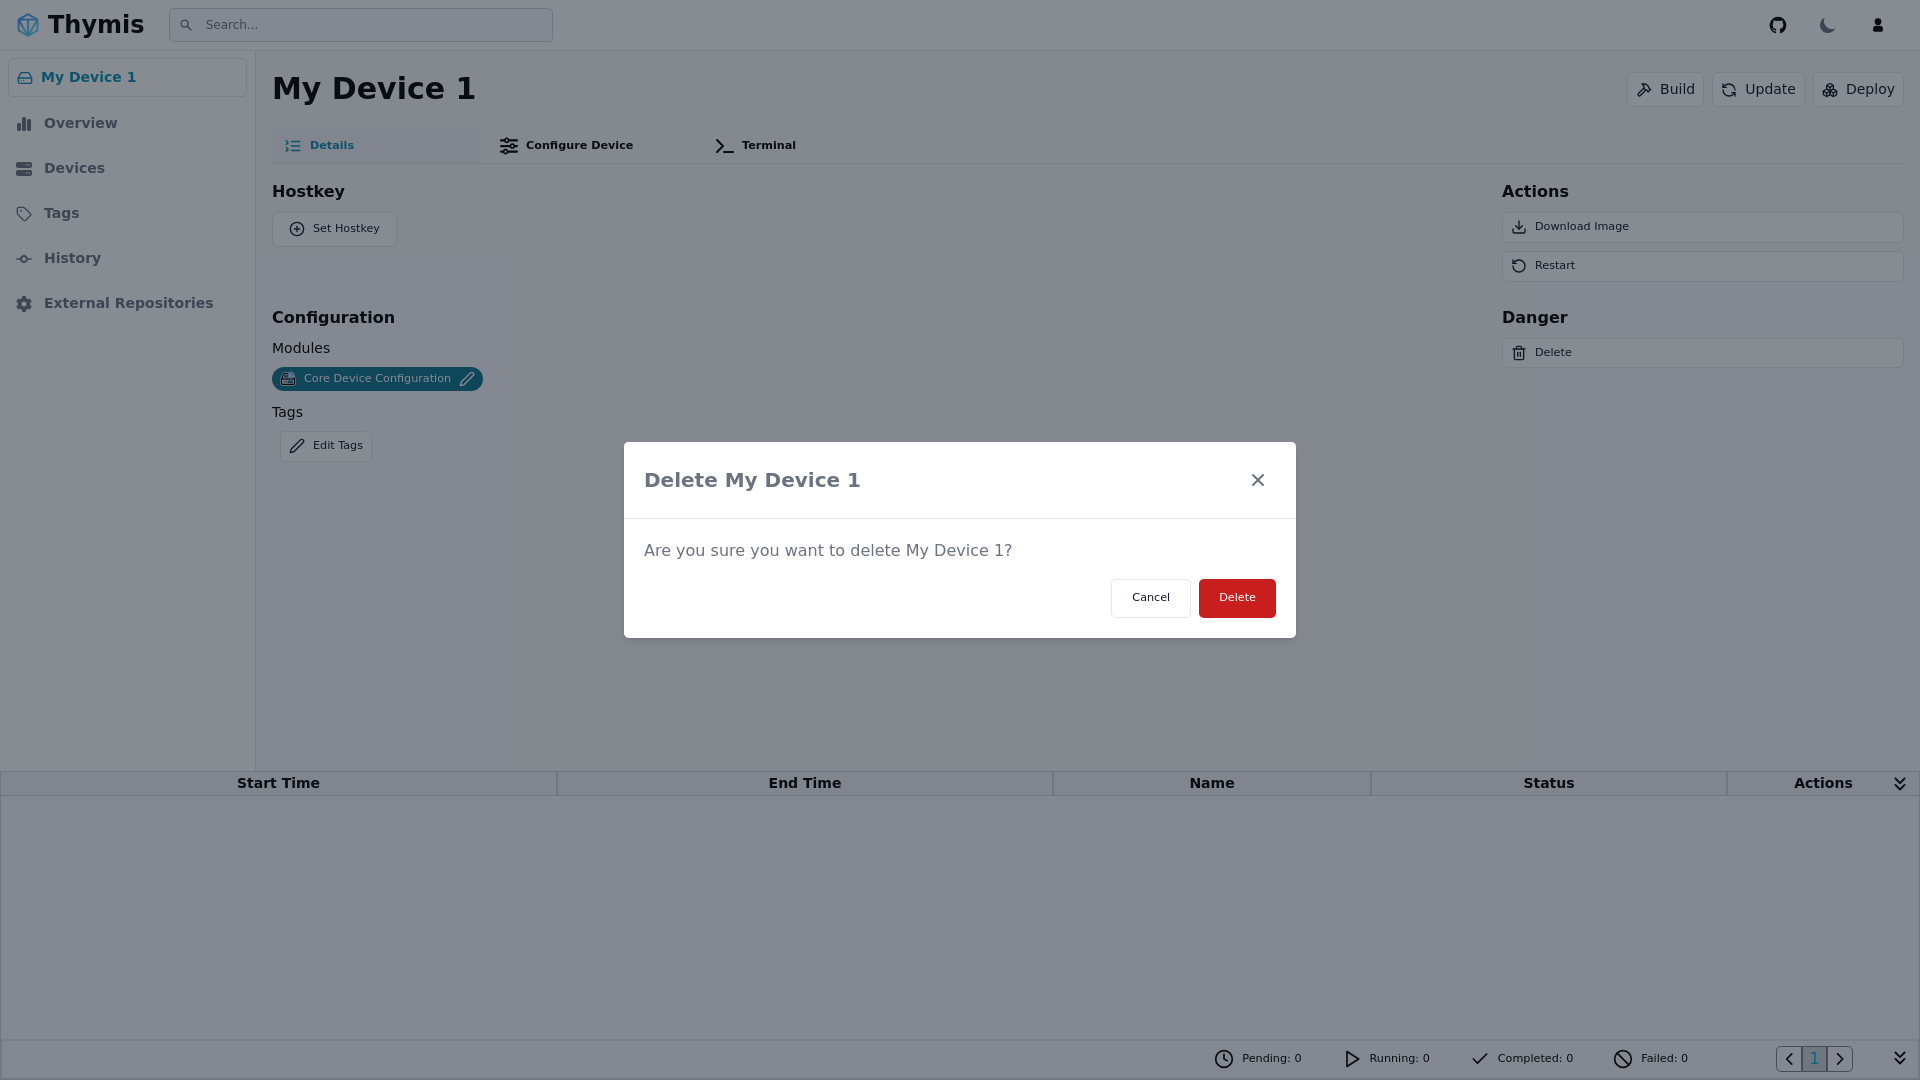 Thymis
Search...
My Device 1
Overview
Devices
Tags
History
External Repositories
My Device 1
Build
Update
Deploy
Details
Configure Device
Terminal
Hostkey
Set Hostkey
Actions
Download Image
Restart
Configuration
Modules
Core Device Configuration
Tags
Edit Tags
Danger
Delete
Delete My Device 1
Are you sure you want to delete My Device 1?
Cancel
Delete
Start Time
End Time
Name
Status
Actions
Pending: 0
Running: 0
Completed: 0
Failed: 0
1